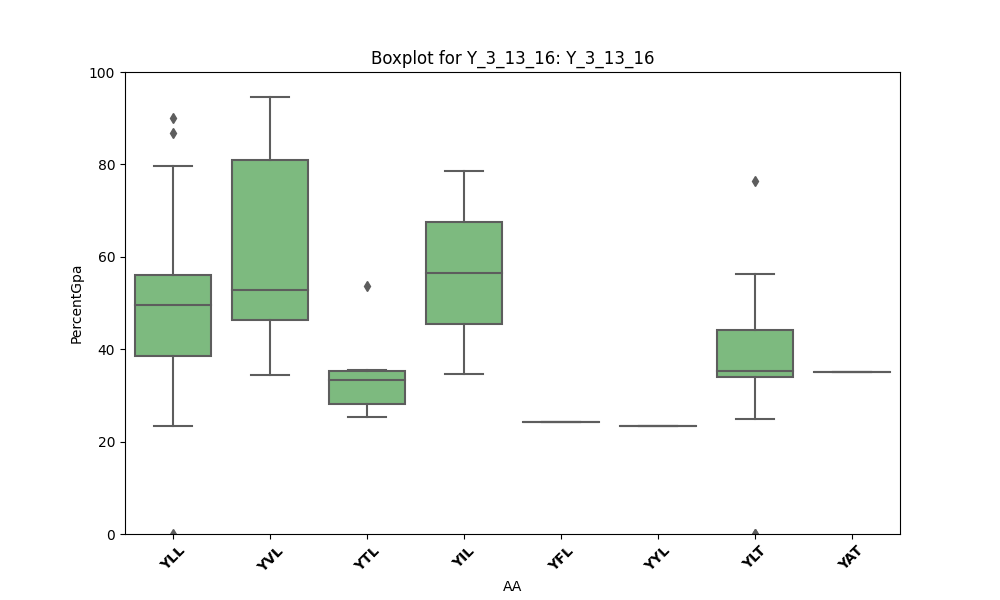 Boxplot for Y_3_13_16: Y_3_13_16
100
80
60
40
20
0
PercentGpa
YLL YVL YTL YIL YFL YYL YLT YAT
AA